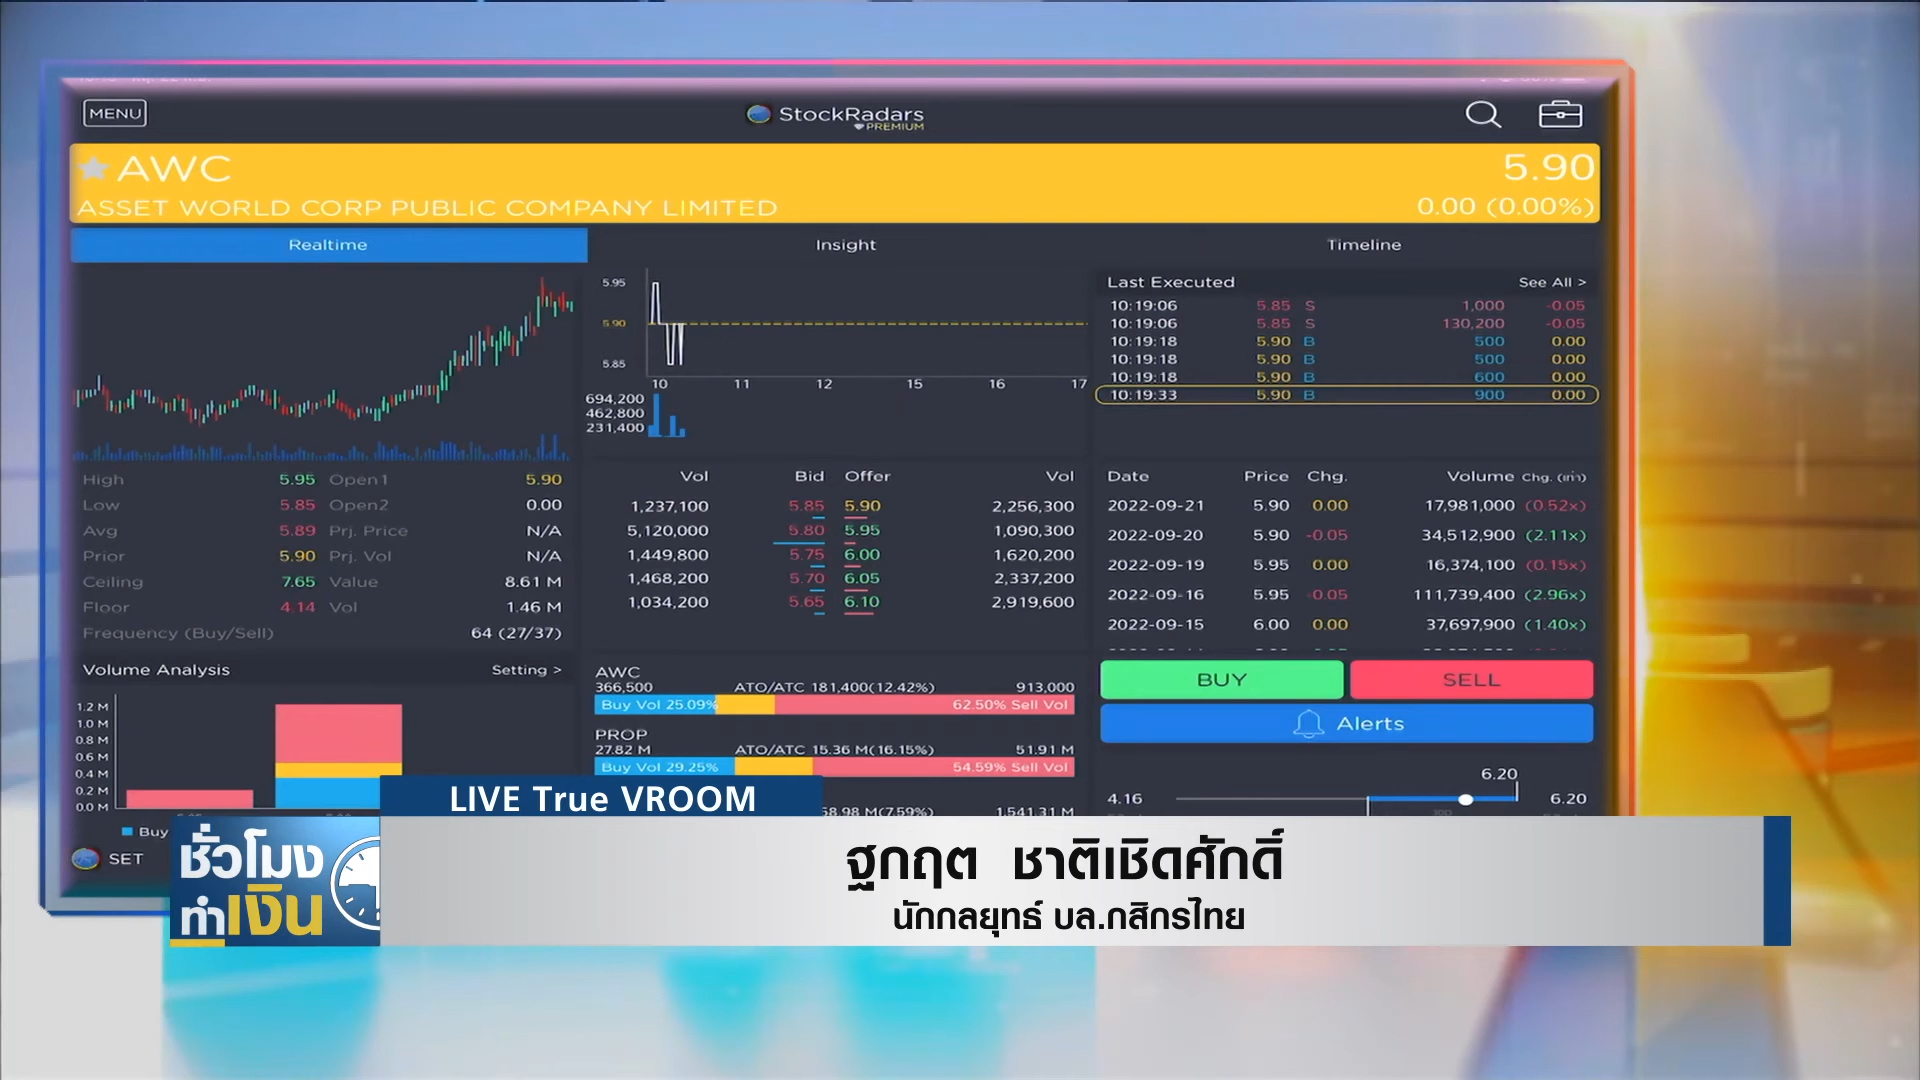 MENU
StockRadars
PREMIUM
AWC
5.90
ASSET WORLD CORP PUBLIC COMPANY LIMITED
0.00 (0.00%)
Realtime
Insight
Timeline
5.95
5.90
5.85
10 11 12 15 16 17
694,200
462,800
231,400
Last Executed See All >
10:19:06 5.85 S 1,000 -0.05
10:19:06 5.85 S 130,200 -0.05
10:19:18 5.90 B 500 0.00
10:19:18 5.90 B 500 0.00
10:19:18 5.90 B 600 0.00
10:19:33 5.90 B 900 0.00
High 5.95 Open1 5.90
Low 5.85 Open2 0.00
Avg 5.89 Prj. Price N/A
Prior 5.90 Prj. Vol N/A
Ceiling 7.65 Value 8.61 M
Floor 4.14 Vol 1.46 M
Frequency (Buy/Sell) 64 (27/37)
Vol Bid Offer Vol
1,237,100 5.85 5.90 2,256,300
5,120,000 5.80 5.95 1,090,300
1,449,800 5.75 6.00 1,620,200
1,468,200 5.70 6.05 2,337,200
1,034,200 5.65 6.10 2,919,600
Date Price Chg. Volume Chg. (เท่า)
2022-09-21 5.90 0.00 17,981,000 (0.52x)
2022-09-20 5.90 -0.05 34,512,900 (2.11x)
2022-09-19 5.95 0.00 16,374,100 (0.15x)
2022-09-16 5.95 -0.05 111,739,400 (2.96x)
2022-09-15 6.00 0.00 37,697,900 (1.40x)
Volume Analysis Setting >
1.2 M
1.0 M
0.8 M
0.6 M
0.4 M
0.2 M
0.0 M
Buy
SET
AWC
366,500 ATO/ATC 181,400(12.42%) 913,000
Buy Vol 25.09% 62.50% Sell Vol
PROP
27.82 M ATO/ATC 15.36 M(16.15%) 51.91 M
Buy Vol 29.25% 54.59% Sell Vol
58.98 M(7.59%) 1,541.31 M
BUY
SELL
Alerts
6.20
4.16 6.20
LIVE True VROOM
ชั่วโมง
ทำเงิน
ฐกฤต ชาติเชิดศักดิ์
นักกลยุทธ์ บล.กสิกรไทย